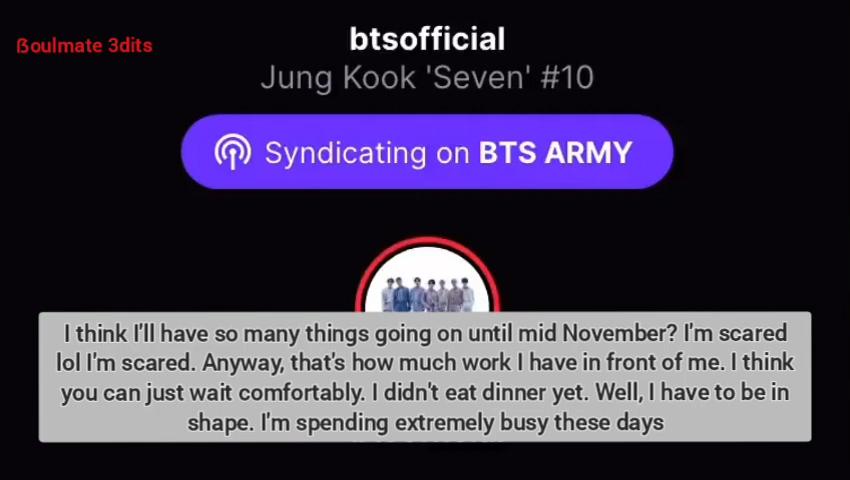 ßoulmate 3dits
btsofficial
Jung Kook 'Seven' #10
Syndicating on BTS ARMY
I think I'll have so many things going on until mid November? I'm scared
lol I'm scared. Anyway, that's how much work I have in front of me. I think
you can just wait comfortably. I didn't eat dinner yet. Well, I have to be in
shape. I'm spending extremely busy these days